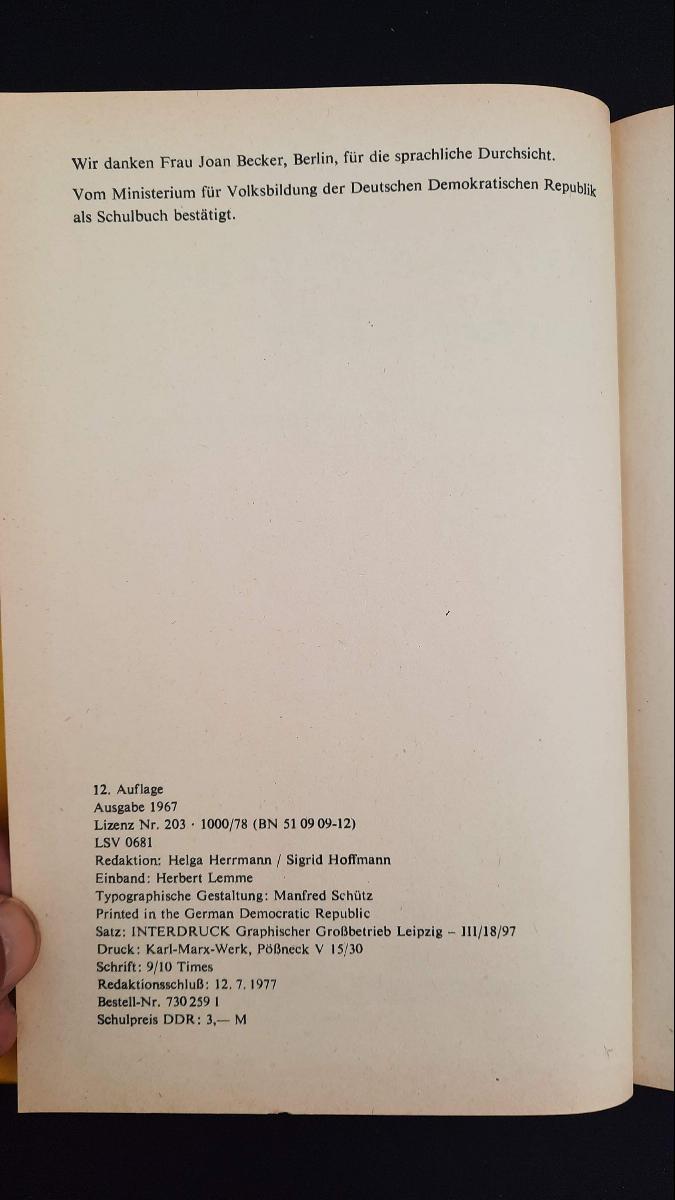 Wir danken Frau Joan Becker, Berlin, für die sprachliche Durchsicht.
Vom Ministerium für Volksbildung der Deutschen Demokratischen Republik
als Schulbuch bestätigt.
12. Auflage
Ausgabe 1967
Lizenz Nr. 203 · 1000/78 (BN 51 09 09-12)
LSV 0681
Redaktion: Helga Herrmann / Sigrid Hoffmann
Einband: Herbert Lemme
Typographische Gestaltung: Manfred Schütz
Printed in the German Democratic Republic
Satz: INTERDRUCK Graphischer Großbetrieb Leipzig – III/18/97
Druck: Karl-Marx-Werk, Pößneck V 15/30
Schrift: 9/10 Times
Redaktionsschluß: 12. 7. 1977
Bestell-Nr. 730 259 1
Schulpreis DDR: 3,— M